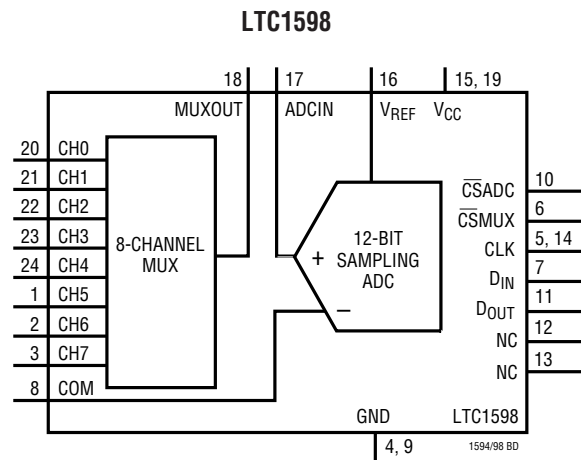 LTC1598
18 17 16 15, 19
MUXOUT ADCIN VREF VCC
20 CH0
21 CH1
22 CH2
23 CH3
24 CH4
1 CH5
2 CH6
3 CH7
8 COM
8-CHANNEL
MUX
+
12-BIT
SAMPLING
ADC
–
C̅S̅ADC 10
C̅S̅MUX 6
CLK 5, 14
DIN 7
DOUT 11
NC 12
NC 13
GND LTC1598
4, 9 1594/98 BD